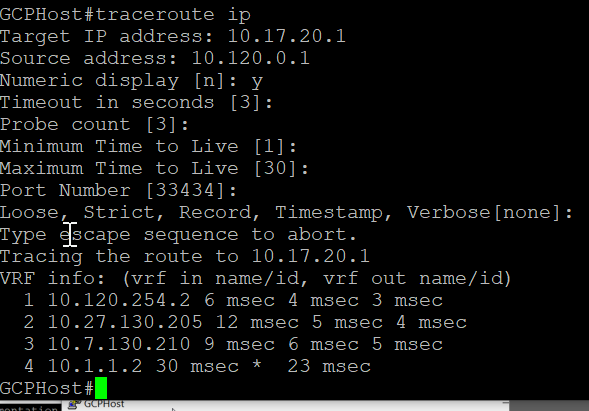 GCPHost#traceroute ip
Target IP address: 10.17.20.1
Source address: 10.120.0.1
Numeric display [n]: y
Timeout in seconds [3]:
Probe count [3]:
Minimum Time to Live [1]:
Maximum Time to Live [30]:
Port Number [33434]:
Loose, Strict, Record, Timestamp, Verbose[none]:
Type escape sequence to abort.
Tracing the route to 10.17.20.1
VRF info: (vrf in name/id, vrf out name/id)
  1 10.120.254.2 6 msec 4 msec 3 msec
  2 10.27.130.205 12 msec 5 msec 4 msec
  3 10.7.130.210 9 msec 6 msec 5 msec
  4 10.1.1.2 30 msec *  23 msec
GCPHost#
GCPHost